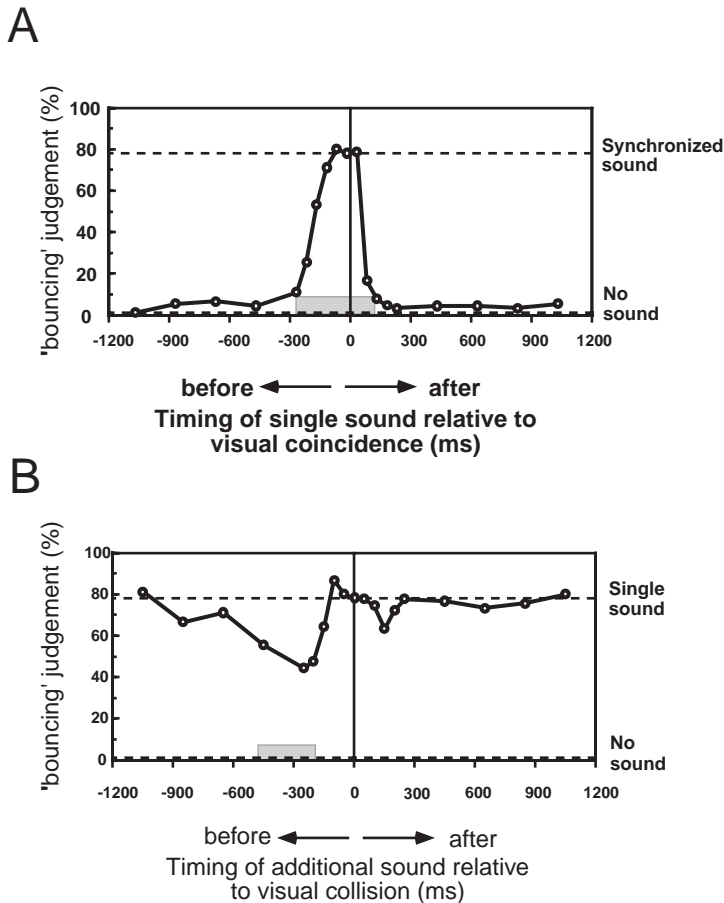 A
'bouncing' judgement (%)
100
80
60
40
20
0
Synchronized
sound
No
sound
-1200 -900 -600 -300 0 300 600 900 1200
before after
Timing of single sound relative to
visual coincidence (ms)
B
'bouncing' judgement (%)
100
80
60
40
20
0
Single
sound
No
sound
-1200 -900 -600 -300 0 300 600 900 1200
before after
Timing of additional sound relative
to visual collision (ms)